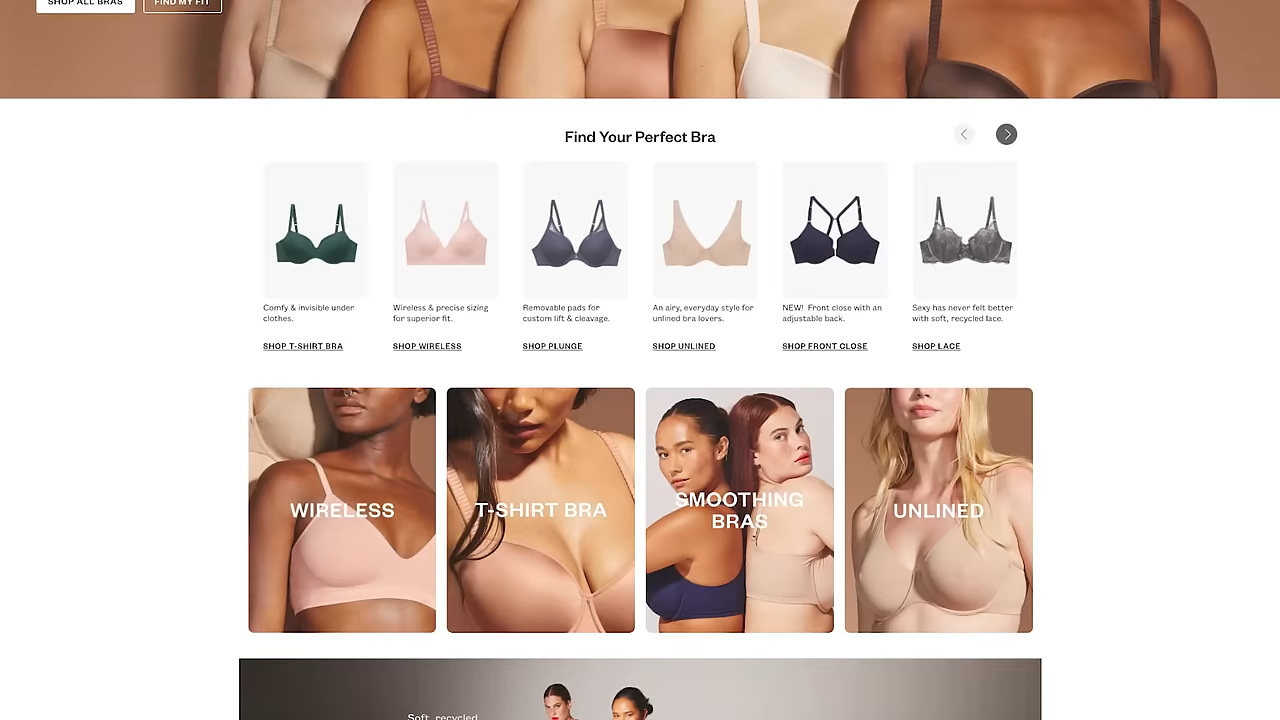 SHOP ALL BRAS
FIND MY FIT
Find Your Perfect Bra
Comfy & invisible under
clothes.
SHOP T-SHIRT BRA
Wireless & precise sizing
for superior fit.
SHOP WIRELESS
Removable pads for
custom lift & cleavage.
SHOP PLUNGE
An airy, everyday style for
unlined bra lovers.
SHOP UNLINED
NEW! Front close with an
adjustable back.
SHOP FRONT CLOSE
Sexy has never felt better
with soft, recycled lace.
SHOP LACE
WIRELESS
T-SHIRT BRA
SMOOTHING
BRAS
UNLINED
Soft, recycled